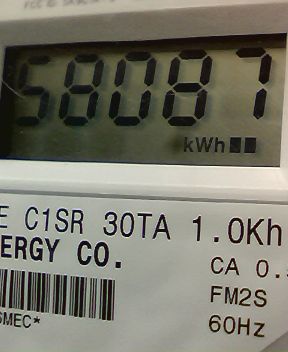 58087
kWh
E C1SR 30TA 1.0Kh
ERGY CO.
CA 0.
FM2S
60Hz
SMEC*